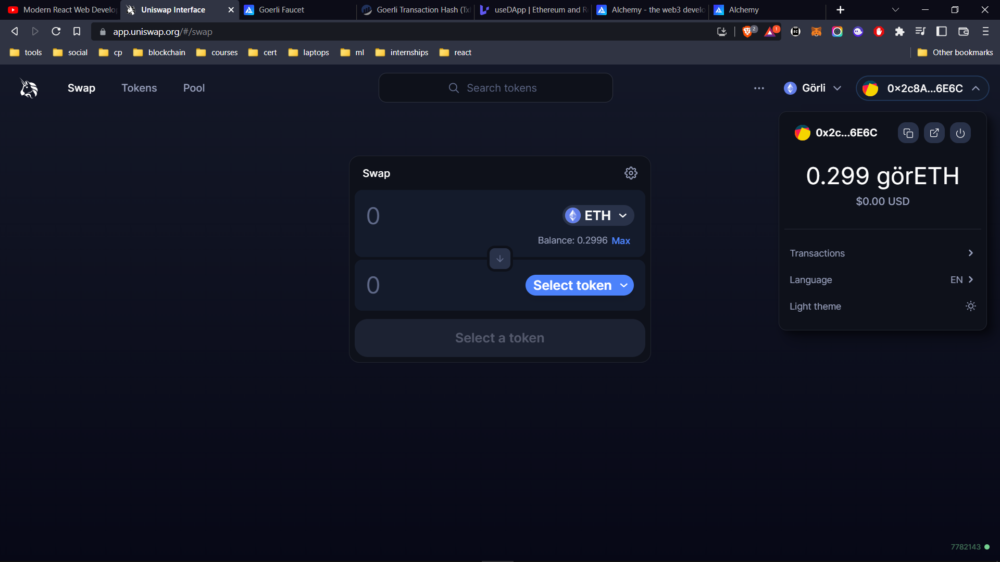 Modern React Web Develo
Uniswap Interface
Goerli Faucet
Goerli Transaction Hash (Tx
useDApp | Ethereum and R
Alchemy - the web3 develo
Alchemy
app.uniswap.org/#/swap
2
1
tools
social
cp
blockchain
courses
cert
laptops
ml
internships
react
Other bookmarks
Swap
Tokens
Pool
Search tokens
Görli
0×2c8A...6E6C
0x2c...6E6C
0.299 görETH
$0.00 USD
Transactions
Language
EN
Light theme
Swap
0
ETH
Balance: 0.2996 Max
0
Select token
Select a token
7782143